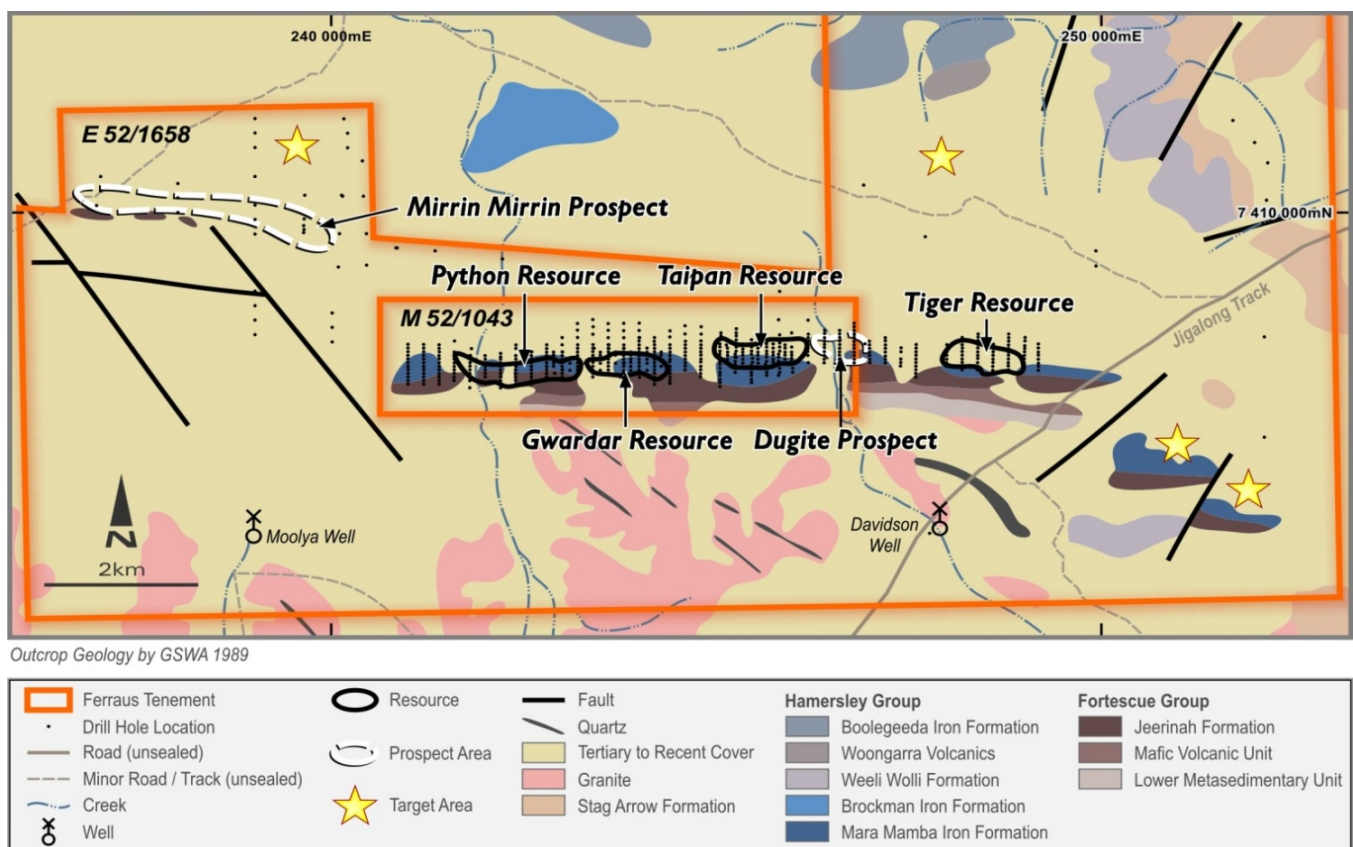 240 000mE
250 000mE
E 52/1658
Mirrin Mirrin Prospect
7 410 000mN
Python Resource
Taipan Resource
Tiger Resource
M 52/1043
Jigalong Track
Gwardar Resource
Dugite Prospect
N
2km
Moolya Well
Davidson
Well
Outcrop Geology by GSWA 1989
Ferraus Tenement
Drill Hole Location
Road (unsealed)
Minor Road / Track (unsealed)
Creek
Well
Resource
Prospect Area
Target Area
Fault
Quartz
Tertiary to Recent Cover
Granite
Stag Arrow Formation
Hamersley Group
Boolegeeda Iron Formation
Woongarra Volcanics
Weeli Wolli Formation
Brockman Iron Formation
Mara Mamba Iron Formation
Fortescue Group
Jeerinah Formation
Mafic Volcanic Unit
Lower Metasedimentary Unit